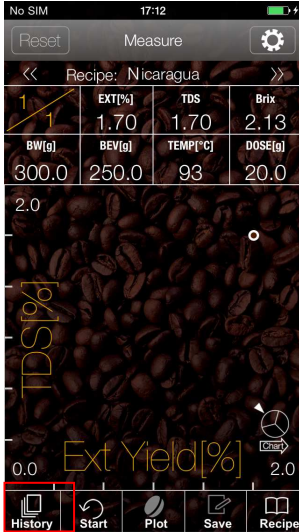 No SIM 17:12
Reset Measure
<< Recipe: Nicaragua >>
1/1 EXT[%] TDS Brix
1.70 1.70 2.13
BW[g] BEV[g] TEMP[°C] DOSE[g]
300.0 250.0 93 20.0
2.0
TDS[%]
Chart
Ext Yield[%]
0.0 2.0
History Start Plot Save Recipe